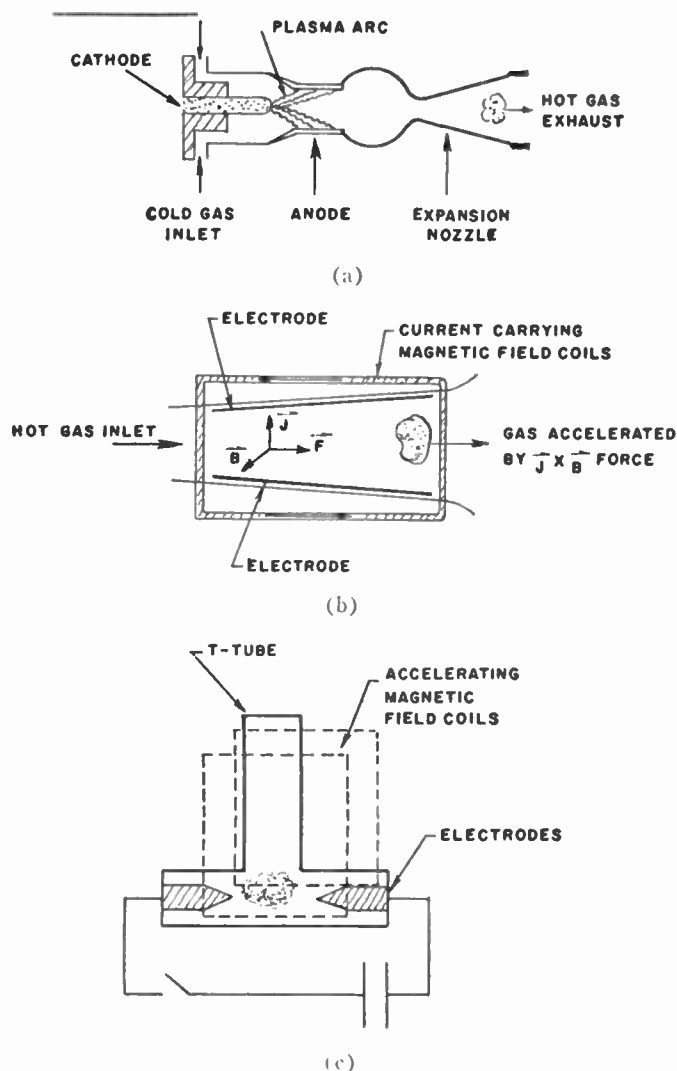 PLASMA ARC
CATHODE
HOT GAS
EXHAUST
COLD GAS
INLET
ANODE
EXPANSION
NOZZLE
(a)
ELECTRODE
CURRENT CARRYING
MAGNETIC FIELD COILS
HOT GAS INLET
J
B
F
GAS ACCELERATED
BY J X B FORCE
ELECTRODE
(b)
T-TUBE
ACCELERATING
MAGNETIC
FIELD COILS
ELECTRODES
(c)